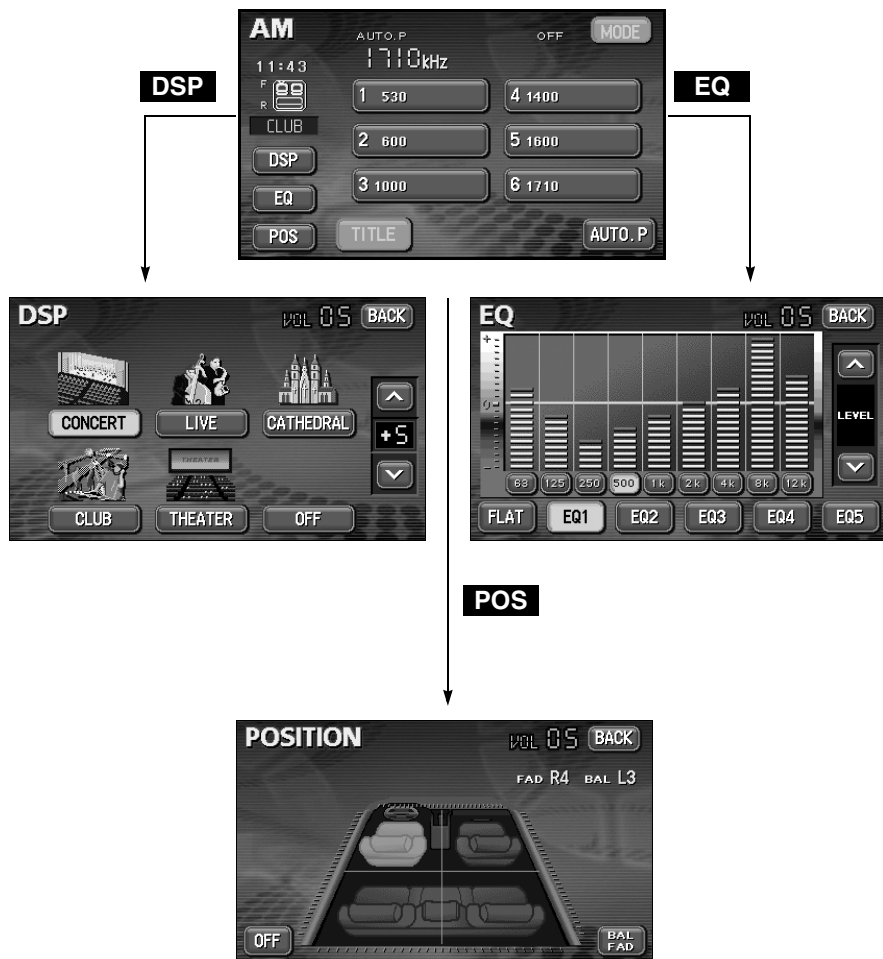 AM
AUTO.P
OFF
MODE
1710kHz
11:43
F
R
CLUB
DSP
EQ
POS
1 530
4 1400
2 600
5 1600
3 1000
6 1710
TITLE
AUTO.P
DSP
EQ
DSP
VOL 05
BACK
CONCERT
LIVE
CATHEDRAL
+5
THEATER
CLUB
THEATER
OFF
EQ
VOL 05
BACK
+
0
-
LEVEL
63 125 250 500 1k 2k 4k 8k 12k
FLAT EQ1 EQ2 EQ3 EQ4 EQ5
POS
POSITION
VOL 05
BACK
FAD R4 BAL L3
OFF
BAL
FAD